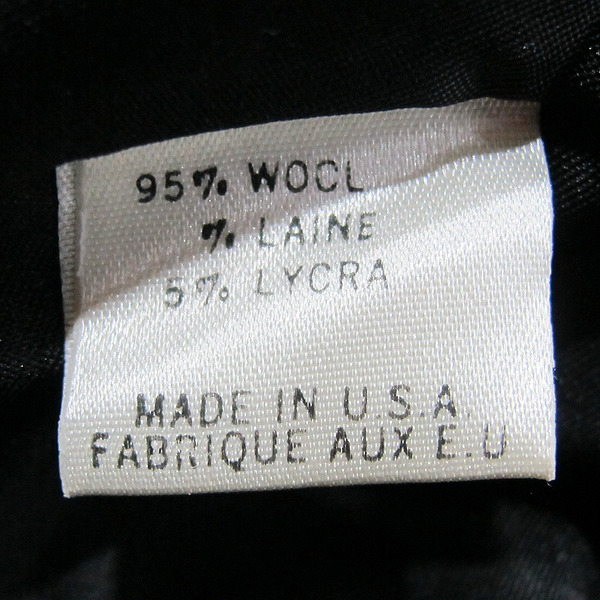 95% WOOL
% LAINE
5% LYCRA
MADE IN U.S.A.
FABRIQUE AUX E.U